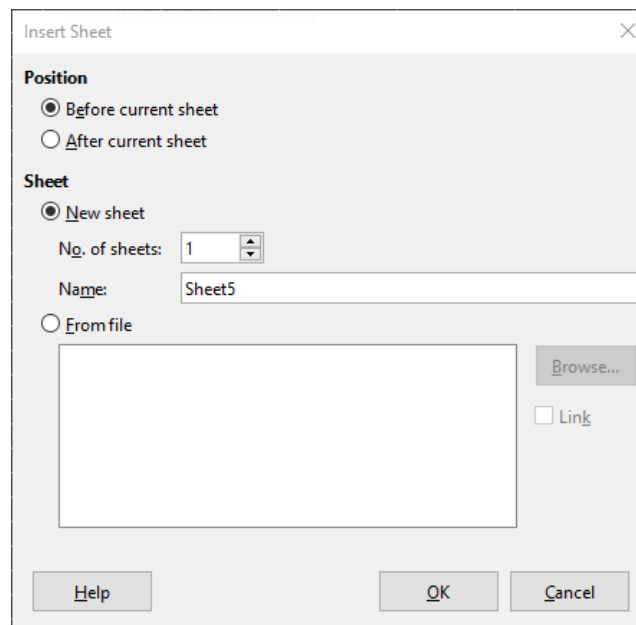 Insert Sheet
Position
Before current sheet
After current sheet
Sheet
New sheet
No. of sheets: 1
Name: Sheet5
From file
Browse...
Link
Help OK Cancel